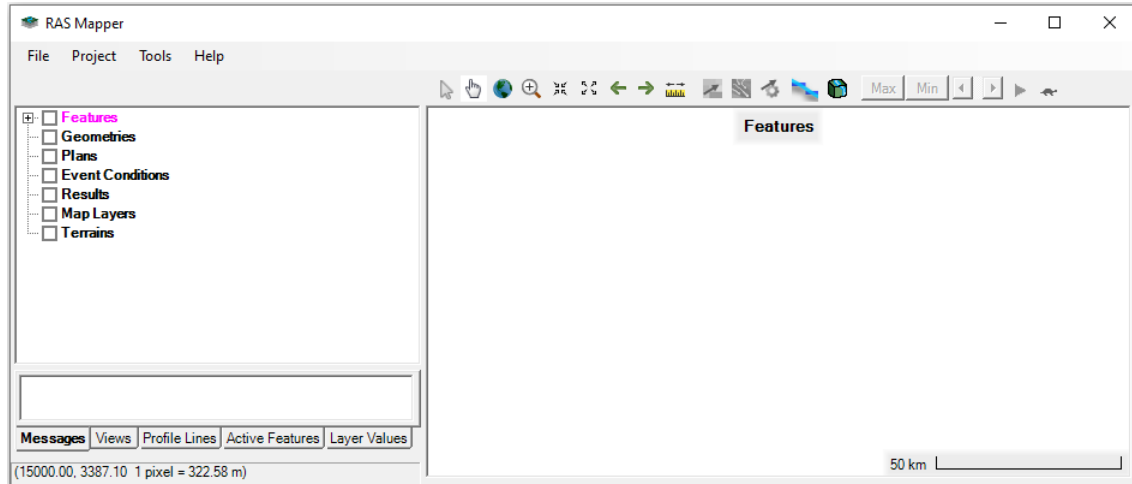 RAS Mapper
File Project Tools Help
Max Min
Features
Geometries
Plans
Event Conditions
Results
Map Layers
Terrains
Features
Messages Views Profile Lines Active Features Layer Values
(15000.00, 3387.10 1 pixel = 322.58 m)
50 km